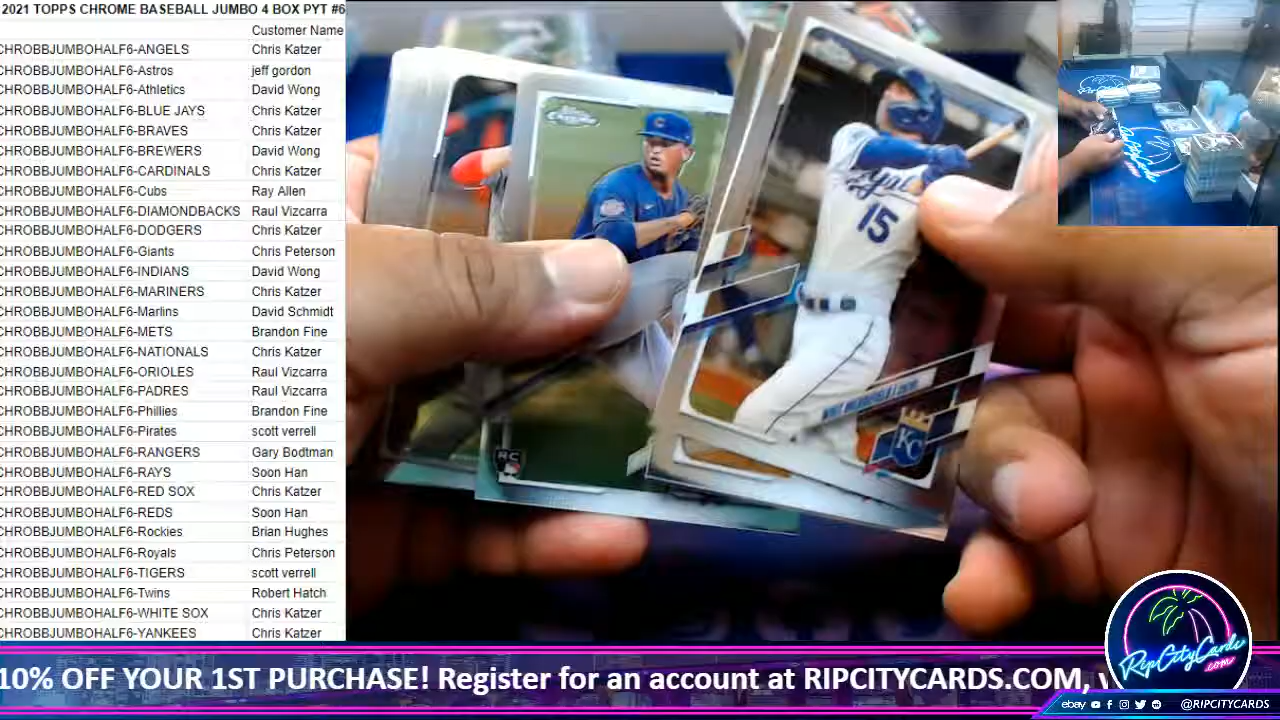 2021 TOPPS CHROME BASEBALL JUMBO 4 BOX PYT #6
Customer Name
CHROBBJUMBOHALF6-ANGELS Chris Katzer
CHROBBJUMBOHALF6-Astros jeff gordon
CHROBBJUMBOHALF6-Athletics David Wong
CHROBBJUMBOHALF6-BLUE JAYS Chris Katzer
CHROBBJUMBOHALF6-BRAVES Chris Katzer
CHROBBJUMBOHALF6-BREWERS David Wong
CHROBBJUMBOHALF6-CARDINALS Chris Katzer
CHROBBJUMBOHALF6-Cubs Ray Allen
CHROBBJUMBOHALF6-DIAMONDBACKS Raul Vizcarra
CHROBBJUMBOHALF6-DODGERS Chris Katzer
CHROBBJUMBOHALF6-Giants Chris Peterson
CHROBBJUMBOHALF6-INDIANS David Wong
CHROBBJUMBOHALF6-MARINERS Chris Katzer
CHROBBJUMBOHALF6-Marlins David Schmidt
CHROBBJUMBOHALF6-METS Brandon Fine
CHROBBJUMBOHALF6-NATIONALS Chris Katzer
CHROBBJUMBOHALF6-ORIOLES Raul Vizcarra
CHROBBJUMBOHALF6-PADRES Raul Vizcarra
CHROBBJUMBOHALF6-Phillies Brandon Fine
CHROBBJUMBOHALF6-Pirates scott verrell
CHROBBJUMBOHALF6-RANGERS Gary Bodtman
CHROBBJUMBOHALF6-RAYS Soon Han
CHROBBJUMBOHALF6-RED SOX Chris Katzer
CHROBBJUMBOHALF6-REDS Soon Han
CHROBBJUMBOHALF6-Rockies Brian Hughes
CHROBBJUMBOHALF6-Royals Chris Peterson
CHROBBJUMBOHALF6-TIGERS scott verrell
CHROBBJUMBOHALF6-Twins Robert Hatch
CHROBBJUMBOHALF6-WHITE SOX Chris Katzer
CHROBBJUMBOHALF6-YANKEES Chris Katzer
Chrome
C
RC
15
KC
10% OFF YOUR 1ST PURCHASE! Register for an account at RIPCITYCARDS.COM,
RipCityCards
.com
ebay @RIPCITYCARDS